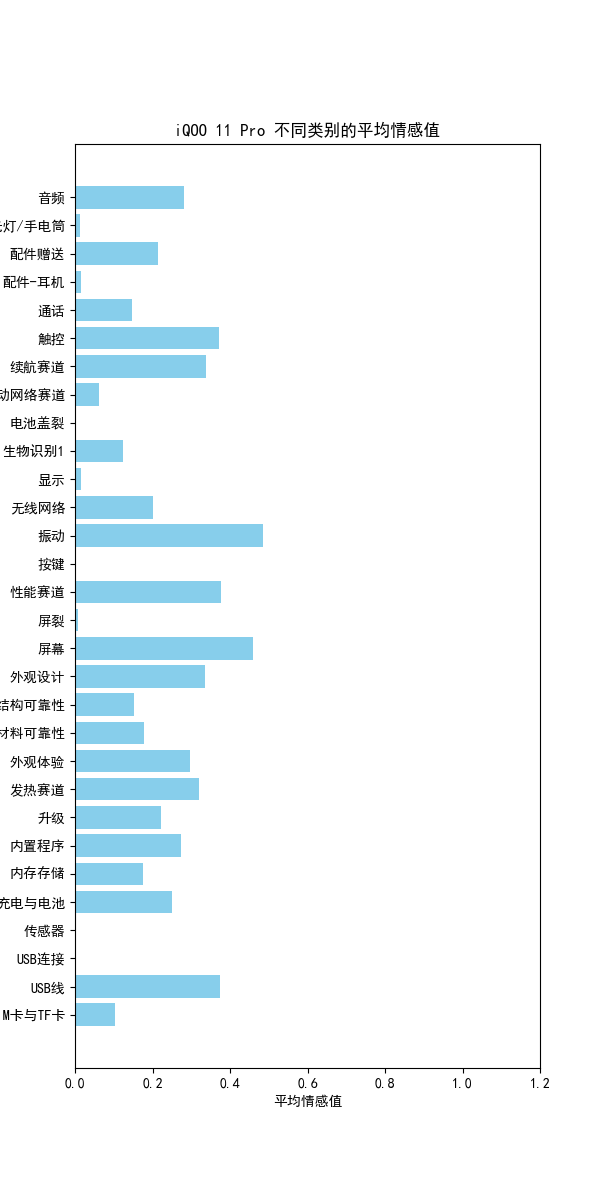 iQOO 11 Pro 不同类别的平均情感值
音频
灯/手电筒
配件赠送
配件-耳机
通话
触控
续航赛道
动网络赛道
电池盖裂
生物识别1
显示
无线网络
振动
按键
性能赛道
屏裂
屏幕
外观设计
结构可靠性
材料可靠性
外观体验
发热赛道
升级
内置程序
内存存储
充电与电池
传感器
USB连接
USB线
M卡与TF卡
0.0 0.2 0.4 0.6 0.8 1.0 1.2
平均情感值